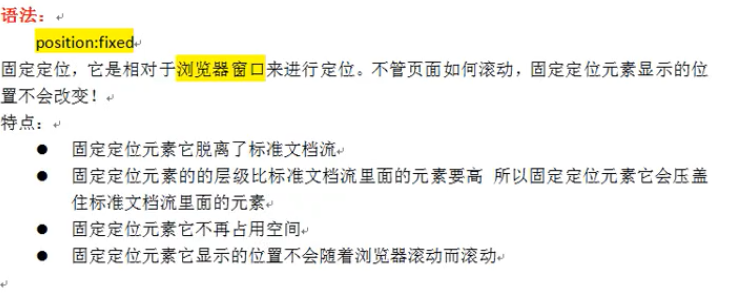 语法：
position:fixed
固定定位，它是相对于浏览器窗口来进行定位。不管页面如何滚动，固定定位元素显示的位
置不会改变！
特点：
● 固定定位元素它脱离了标准文档流
● 固定定位元素的的层级比标准文档流里面的元素要高 所以固定定位元素它会压盖
住标准文档流里面的元素
● 固定定位元素它不再占用空间
● 固定定位元素它显示的位置不会随着浏览器滚动而滚动